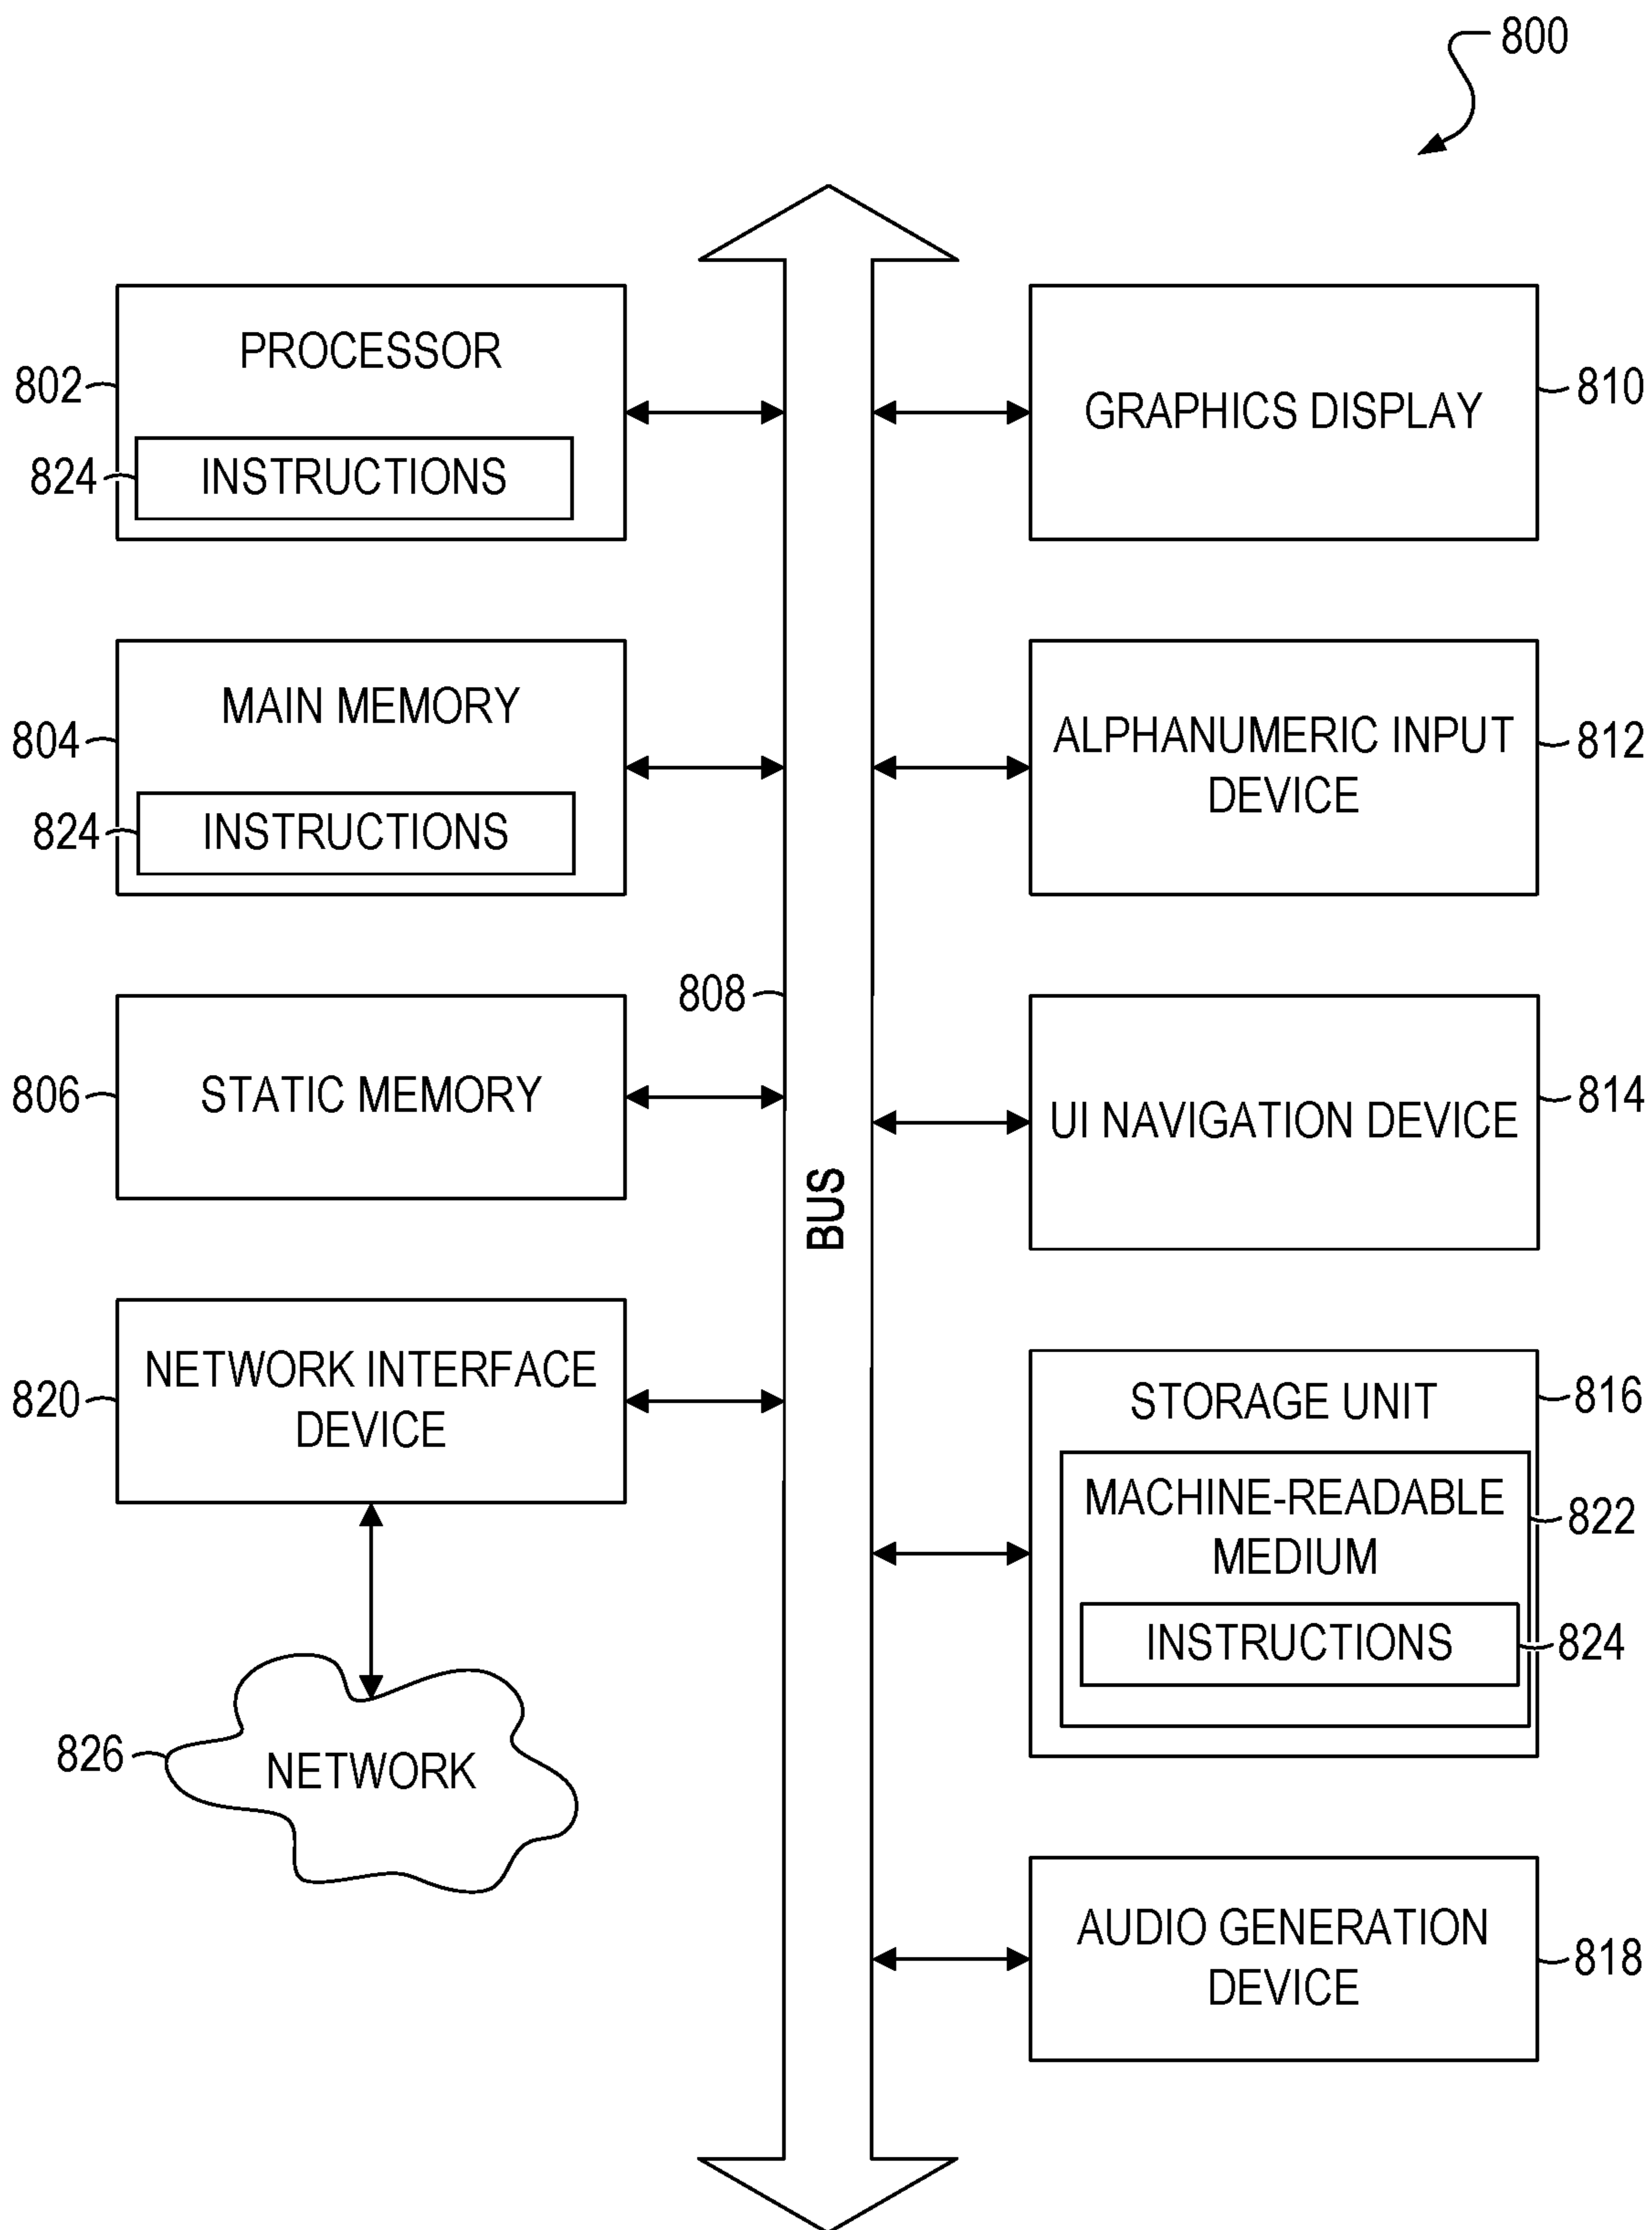 800
PROCESSOR
802
824
INSTRUCTIONS
MAIN MEMORY
804
824
INSTRUCTIONS
808
806
STATIC MEMORY
BUS
820
NETWORK INTERFACE
DEVICE
826
NETWORK
GRAPHICS DISPLAY
810
ALPHANUMERIC INPUT
DEVICE
812
UI NAVIGATION DEVICE
814
STORAGE UNIT
816
MACHINE-READABLE
MEDIUM
822
INSTRUCTIONS
824
AUDIO GENERATION
DEVICE
818